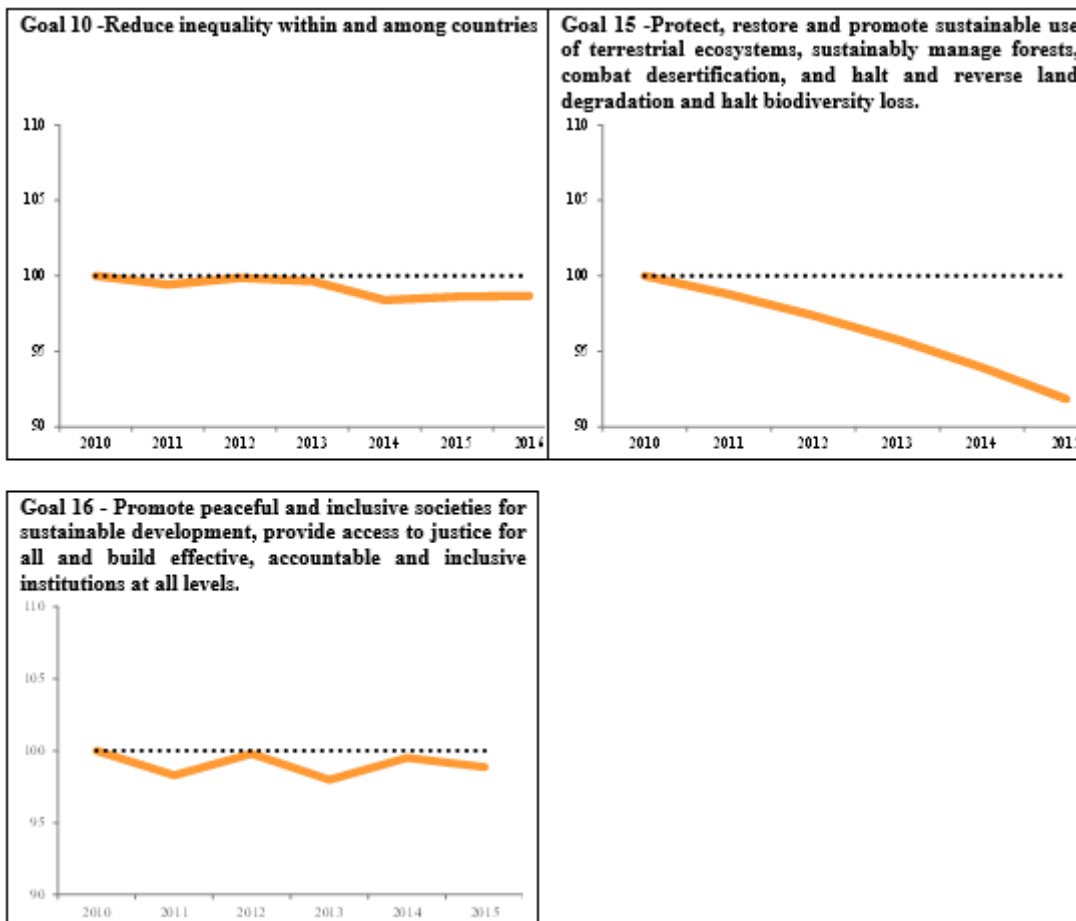 Goal 10 -Reduce inequality within and among countries
110
105
100
95
90
2010 2011 2012 2013 2014 2015 2016
Goal 15 -Protect, restore and promote sustainable use
of terrestrial ecosystems, sustainably manage forests,
combat desertification, and halt and reverse land
degradation and halt biodiversity loss.
110
105
100
95
90
2010 2011 2012 2013 2014
Goal 16 - Promote peaceful and inclusive societies for
sustainable development, provide access to justice for
all and build effective, accountable and inclusive
institutions at all levels.
110
105
100
95
90
2010 2011 2012 2013 2014 2015